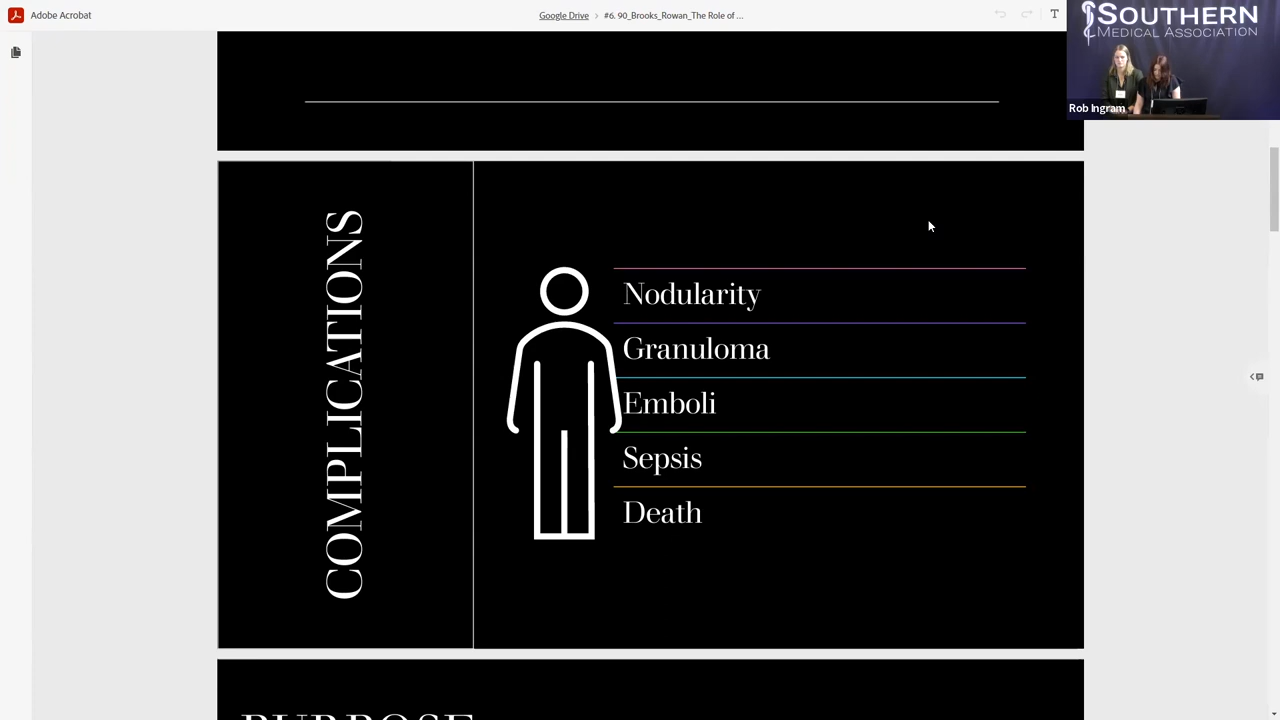 Adobe Acrobat
Google Drive > #6. 90_Brooks_Rowan_The Role of ...
T
SOUTHERN
MEDICAL ASSOCIATION
Rob Ingram
COMPLICATIONS
Nodularity
Granuloma
Emboli
Sepsis
Death
PURPOSE